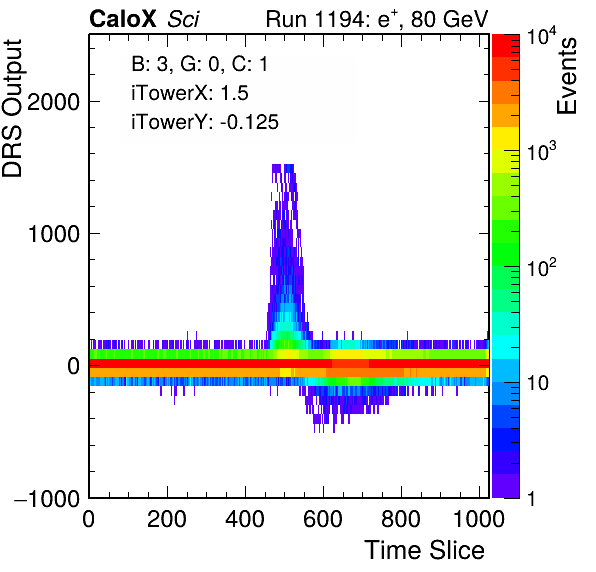 CaloX Sci Run 1194: e⁺, 80 GeV
B: 3, G: 0, C: 1
iTowerX: 1.5
iTowerY: -0.125
DRS Output
2000
1000
0
−1000
0 200 400 600 800 1000
Time Slice
Events
10⁴
10³
10²
10
1